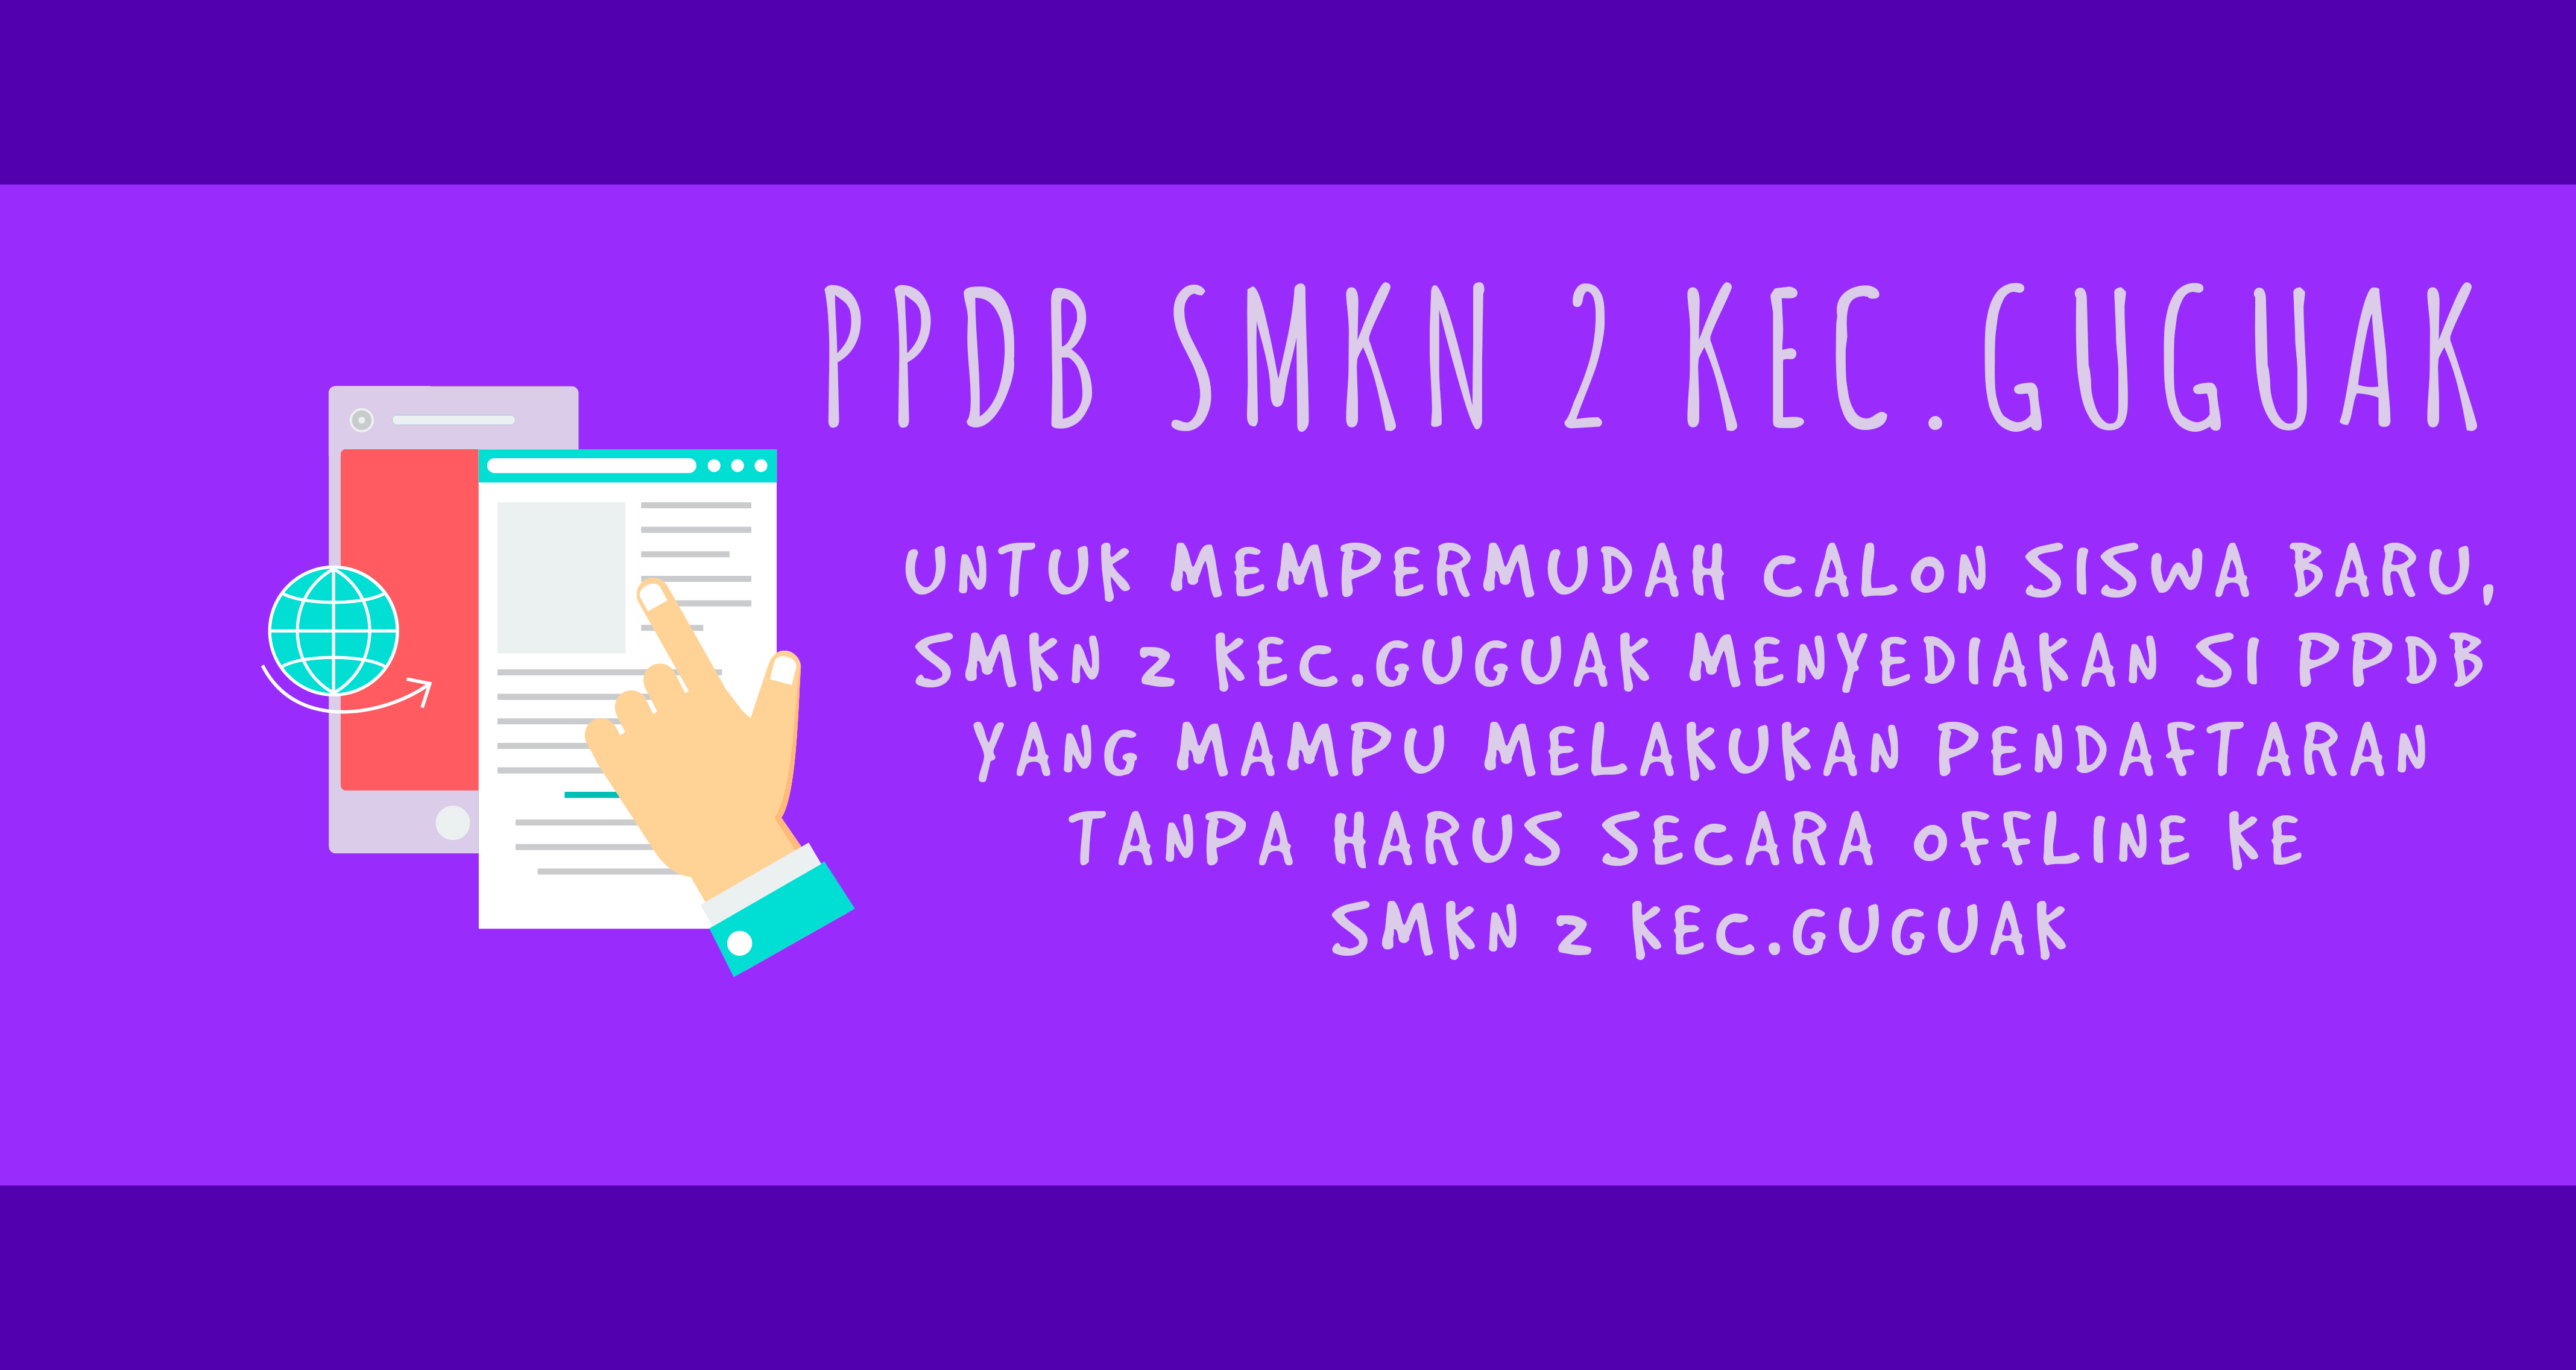 PPDB SMKN 2 KEC.GUGUAK
UNTUK MEMPERMUDAH CALON SISWA BARU,
SMKN 2 KEC.GUGUAK MENYEDIAKAN SI PPDB
YANG MAMPU MELAKUKAN PENDAFTARAN
TANPA HARUS SECARA OFFLINE KE
SMKN 2 KEC.GUGUAK